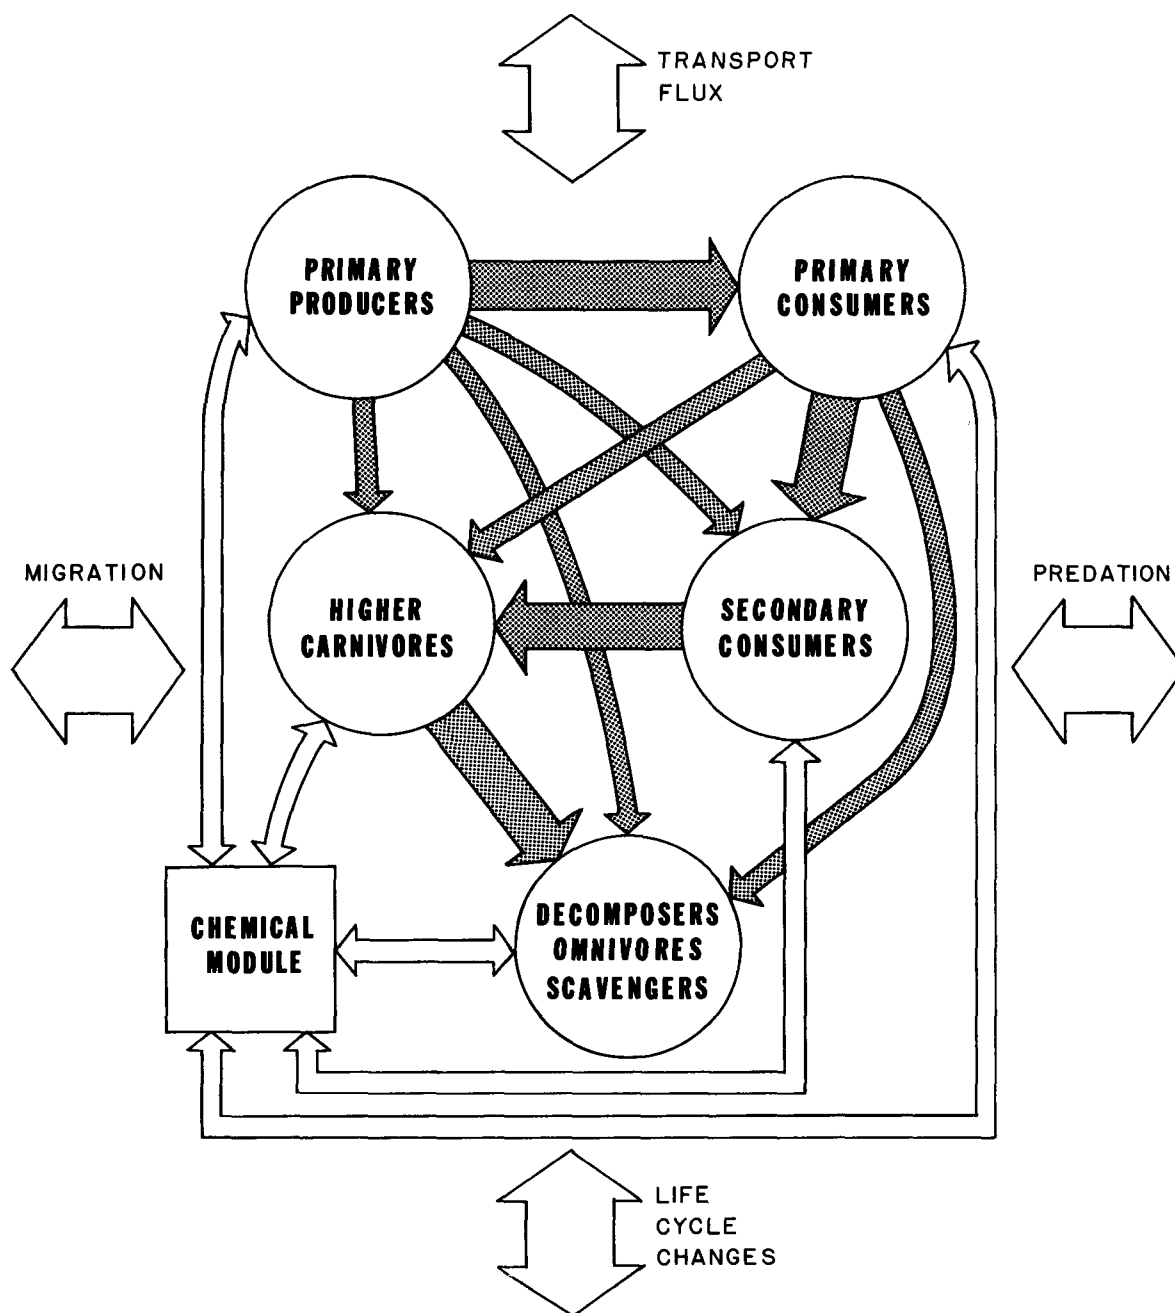 TRANSPORT
FLUX
PRIMARY
PRODUCERS
PRIMARY
CONSUMERS
MIGRATION
PREDATION
HIGHER
CARNIVORES
SECONDARY
CONSUMERS
CHEMICAL
MODULE
DECOMPOSERS
OMNIVORES
SCAVENGERS
LIFE
CYCLE
CHANGES